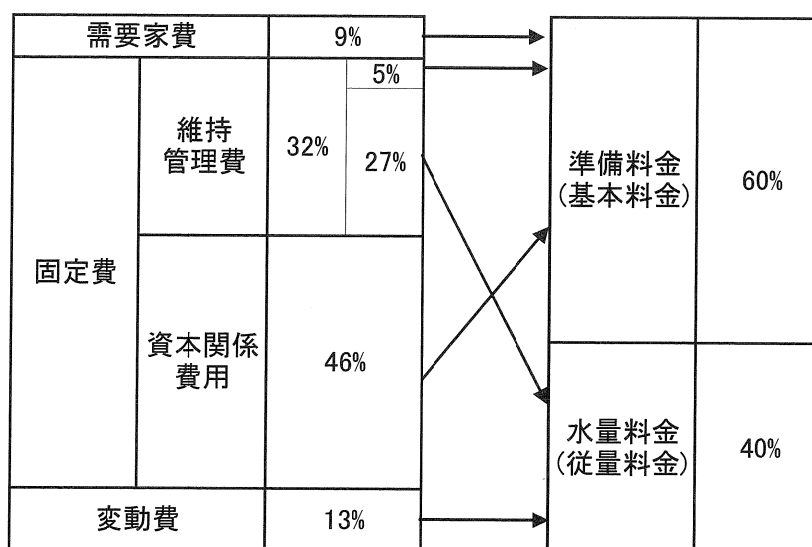 需要家費
9%
固定費
維持
管理費
32%
5%
27%
資本関係
費用
46%
変動費
13%
準備料金
(基本料金)
60%
水量料金
(従量料金)
40%